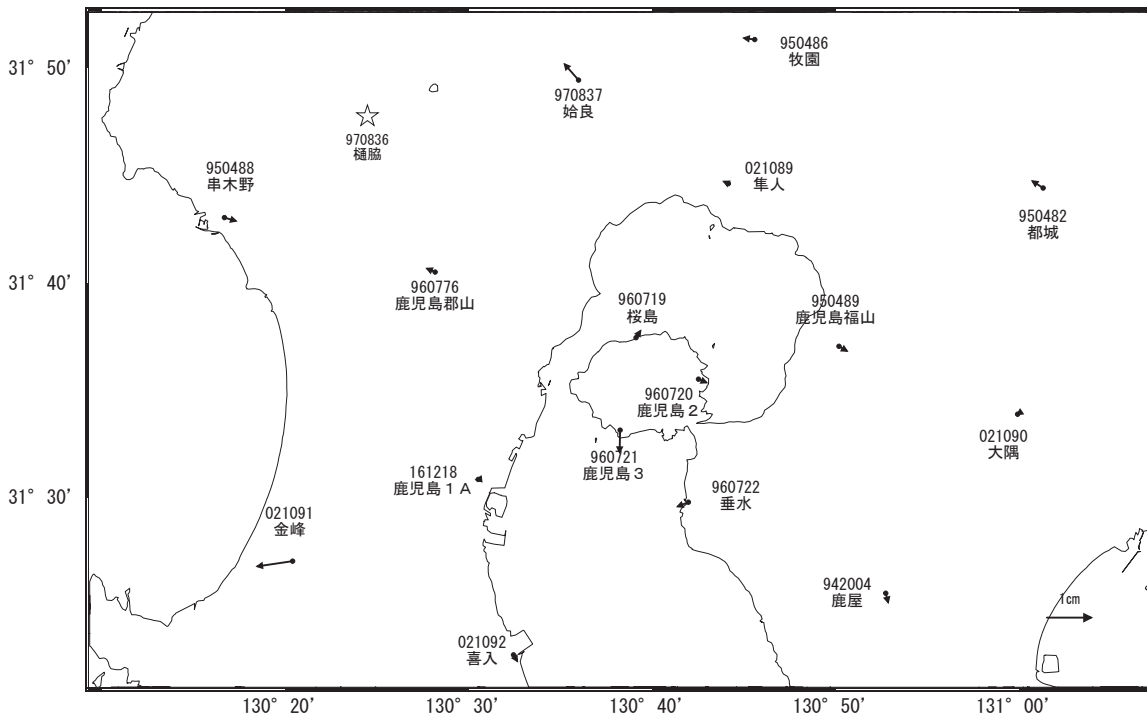 950486
牧園
31° 50'
970837
姶良
970836
樋脇
950488
串木野
021089
隼人
950482
都城
31° 40'
960776
鹿児島郡山
960719
桜島
950489
鹿児島福山
960720
鹿児島2
021090
大隅
960721
鹿児島3
161218
鹿児島1A
31° 30'
960722
垂水
021091
金峰
942004
鹿屋
1cm
021092
喜入
130° 20' 130° 30' 130° 40' 130° 50' 131° 00'